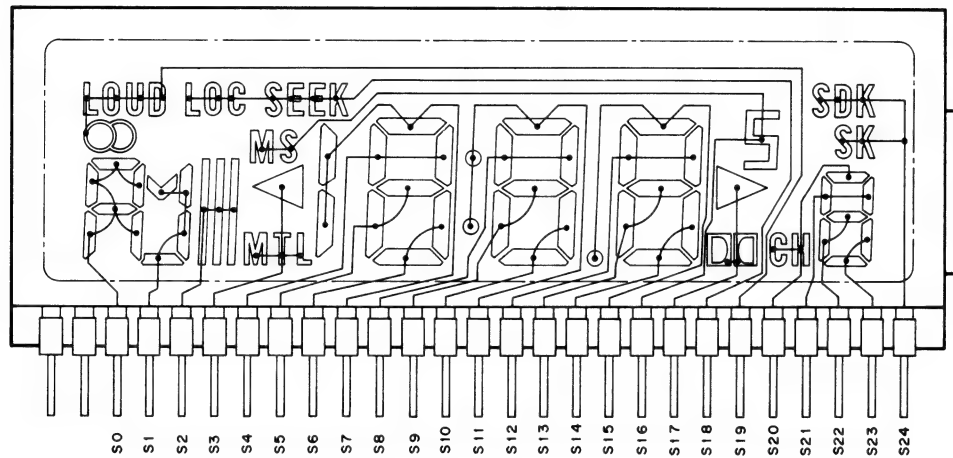 LOUD LOC SEEK SDK
MS SK
MTL CH
S0 S1 S2 S3 S4 S5 S6 S7 S8 S9 S10 S11 S12 S13 S14 S15 S16 S17 S18 S19 S20 S21 S22 S23 S24